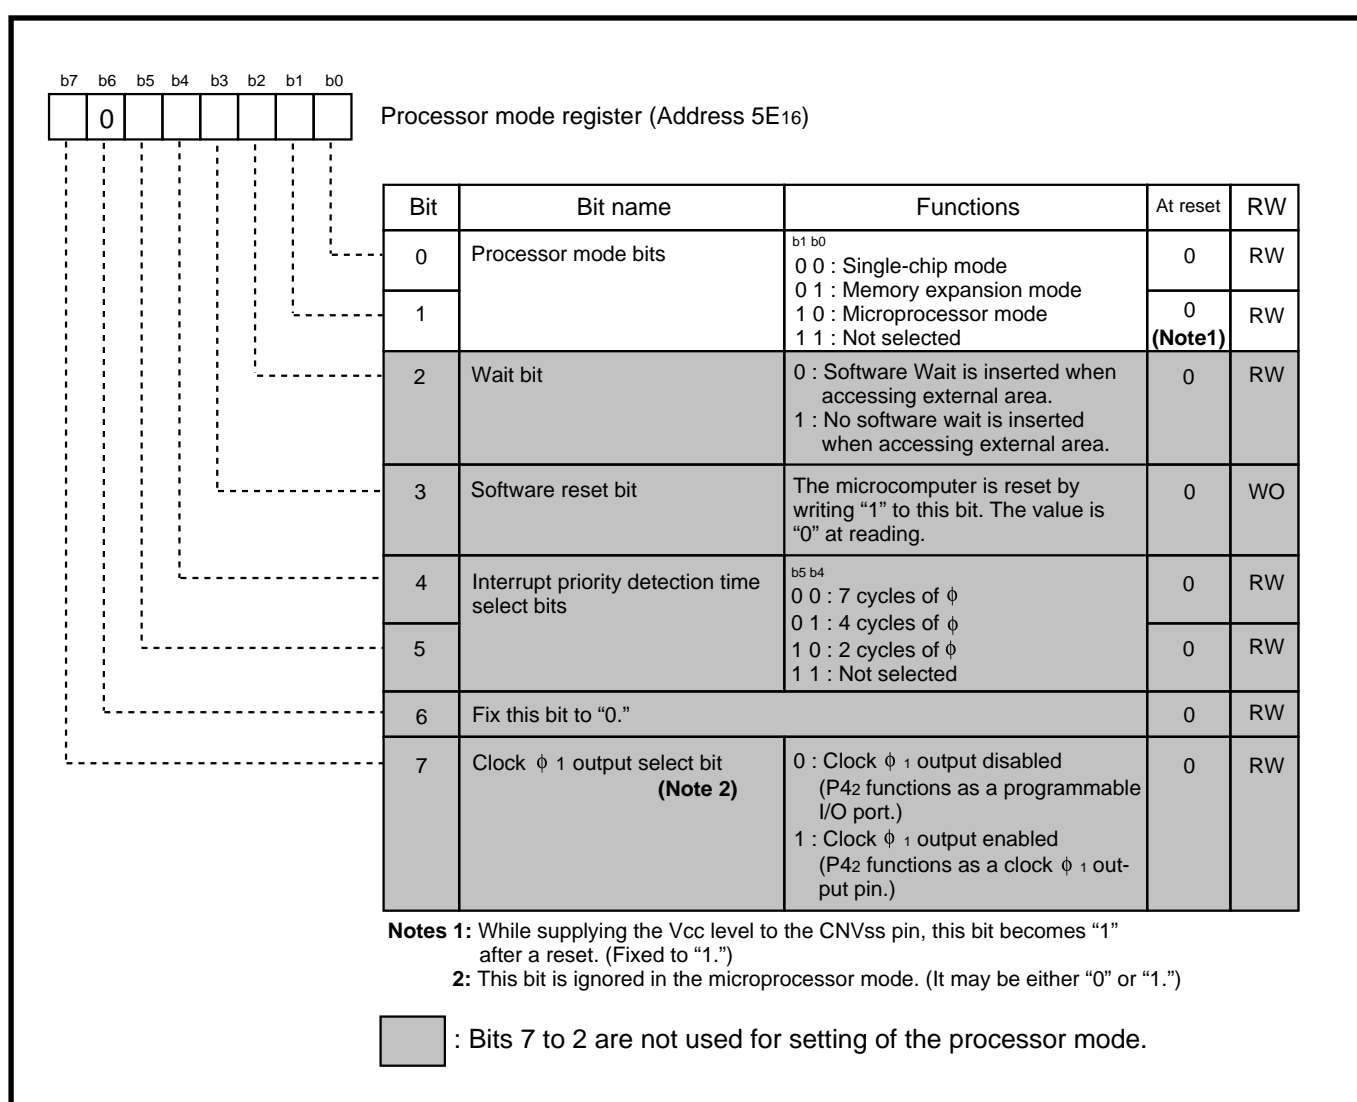 b7 b6 b5 b4 b3 b2 b1 b0
0
Processor mode register (Address 5E16)
Bit Bit name Functions At reset RW
0 Processor mode bits b1 b0 0 RW
0 0 : Single-chip mode
0 1 : Memory expansion mode
1 1 0 : Microprocessor mode 0 RW
1 1 : Not selected (Note1)
2 Wait bit 0 : Software Wait is inserted when 0 RW
accessing external area.
1 : No software wait is inserted
when accessing external area.
3 Software reset bit The microcomputer is reset by 0 WO
writing “1” to this bit. The value is
“0” at reading.
4 Interrupt priority detection time b5 b4 0 RW
select bits 0 0 : 7 cycles of ϕ
0 1 : 4 cycles of ϕ
5 1 0 : 2 cycles of ϕ 0 RW
1 1 : Not selected
6 Fix this bit to “0.” 0 RW
7 Clock ϕ 1 output select bit 0 : Clock ϕ 1 output disabled 0 RW
(Note 2) (P42 functions as a programmable
I/O port.)
1 : Clock ϕ 1 output enabled
(P42 functions as a clock ϕ 1 out-
put pin.)
Notes 1: While supplying the Vcc level to the CNVss pin, this bit becomes “1”
after a reset. (Fixed to “1.”)
2: This bit is ignored in the microprocessor mode. (It may be either “0” or “1.”)
: Bits 7 to 2 are not used for setting of the processor mode.